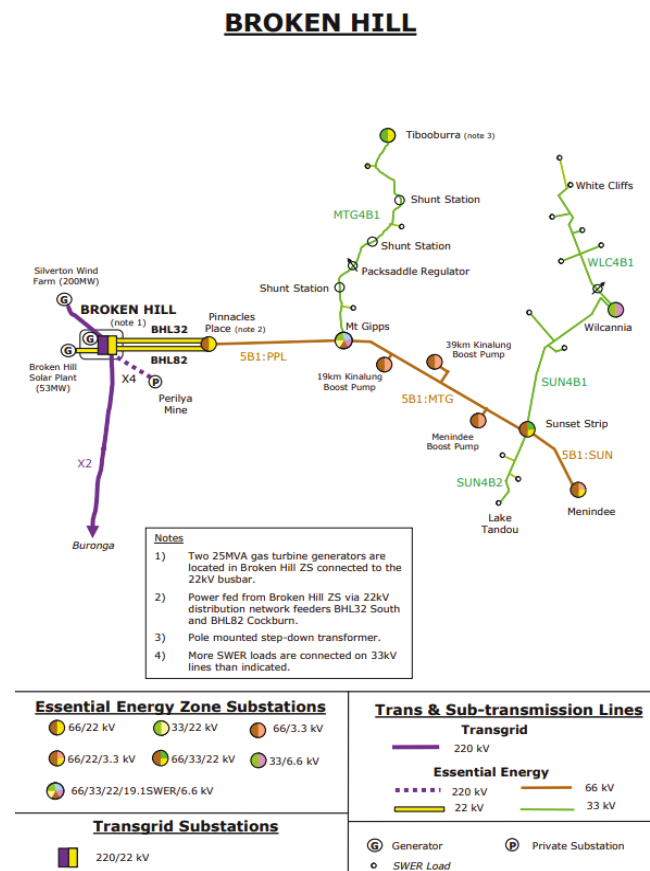 BROKEN HILL
Tibooburra (note 3)
Shunt Station
White Cliffs
MTG4B1
Shunt Station
WLC4B1
Packsaddle Regulator
Silverton Wind
Farm (200MW)
Shunt Station
G
BROKEN HILL
(note 1)
Pinnacles
Place (note 2)
Mt Gipps
Wilcannia
BHL32
G
39km Kinalung
Boost Pump
G
BHL82
5B1:PPL
Broken Hill
Solar Plant
(53MW)
X4
P
Perilya
Mine
19km Kinalung
Boost Pump
5B1:MTG
SUN4B1
Menindee
Boost Pump
Sunset Strip
X2
5B1:SUN
SUN4B2
Menindee
Lake
Tandou
Buronga
Notes
1) Two 25MVA gas turbine generators are
located in Broken Hill ZS connected to the
22kV busbar.
2) Power fed from Broken Hill ZS via 22kV
distribution network feeders BHL32 South
and BHL82 Cockburn.
3) Pole mounted step-down transformer.
4) More SWER loads are connected on 33kV
lines than indicated.
Essential Energy Zone Substations
66/22 kV
33/22 kV
66/3.3 kV
66/22/3.3 kV
66/33/22 kV
33/6.6 kV
66/33/22/19.1SWER/6.6 kV
Transgrid Substations
220/22 kV
Trans & Sub-transmission Lines
Transgrid
220 kV
Essential Energy
220 kV
66 kV
22 kV
33 kV
G Generator
P Private Substation
SWER Load